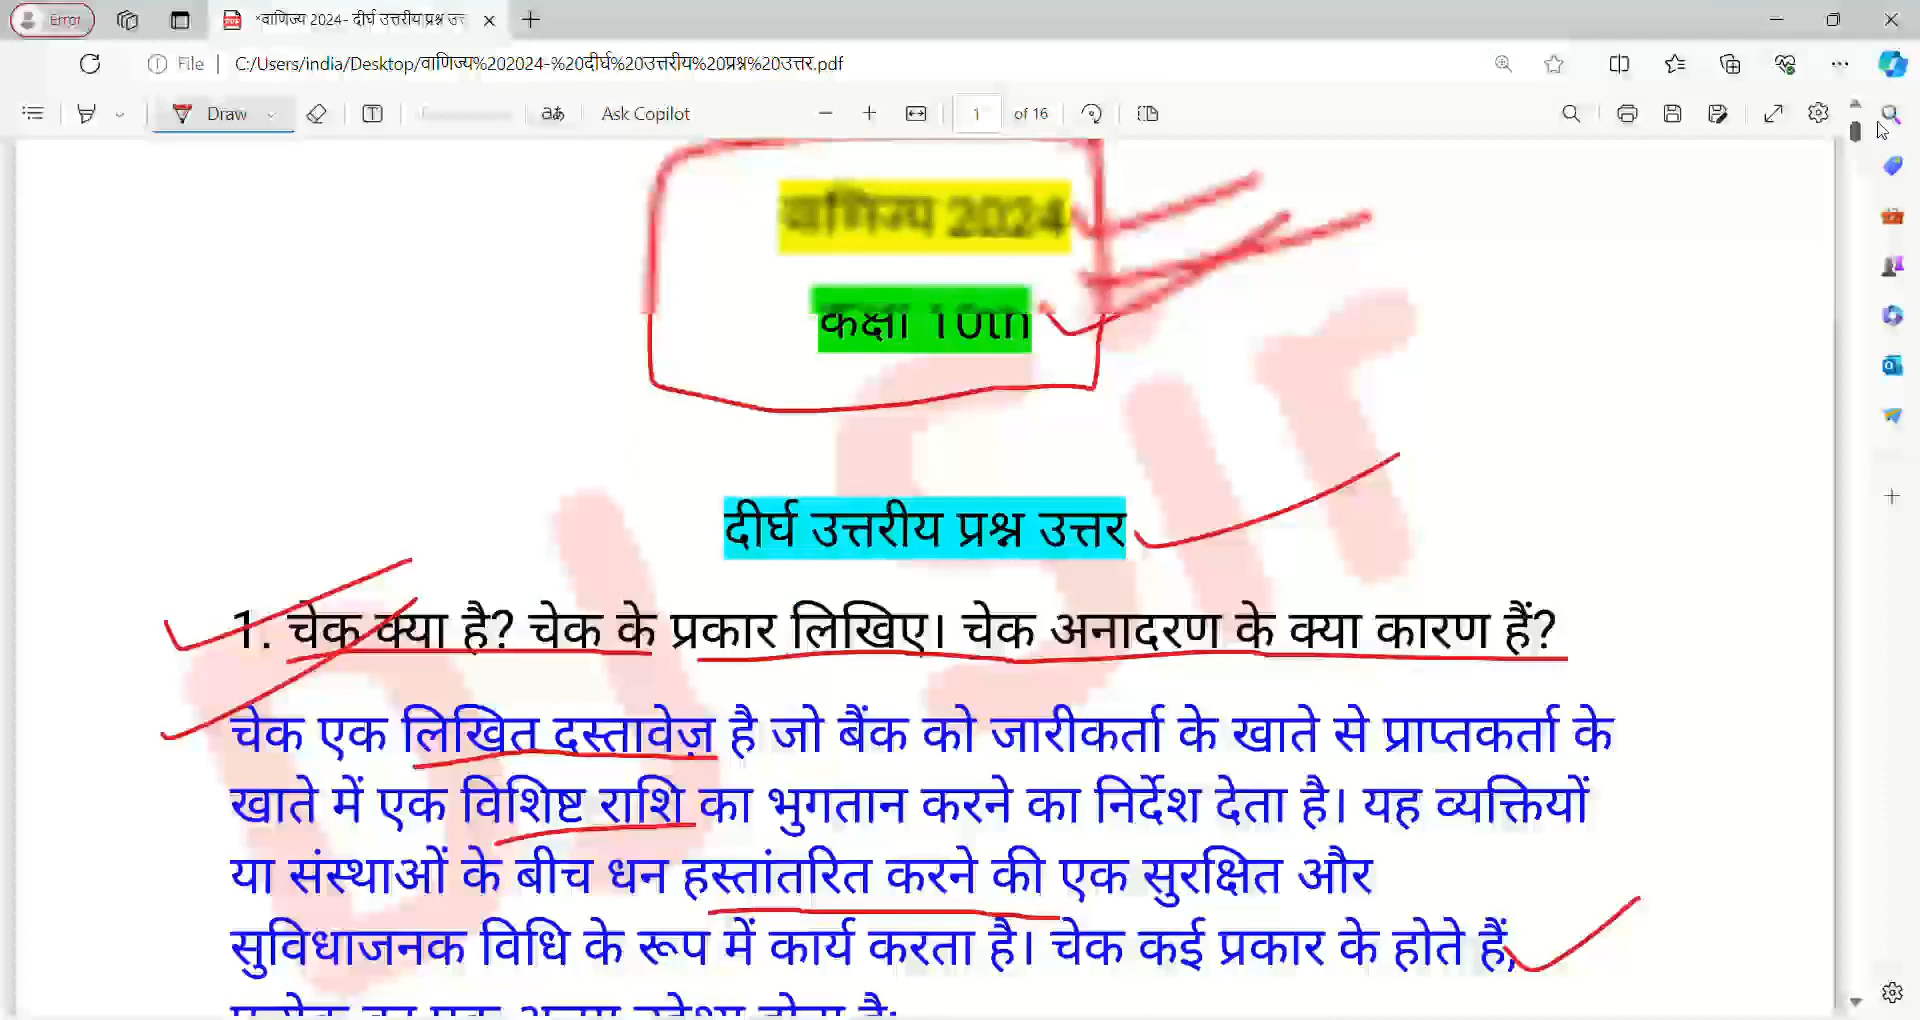 Error
*वाणिज्य 2024- दीर्घ उत्तरीय प्रश्न उत्त
File
C:/Users/india/Desktop/वाणिज्य%202024-%20दीर्घ%20उत्तरीय%20प्रश्न%20उत्तर.pdf
Draw
T
aあ
Ask Copilot
1 of 16
वाणिज्य 2024
कक्षा 10th
दीर्घ उत्तरीय प्रश्न उत्तर
1. चेक क्या है? चेक के प्रकार लिखिए। चेक अनादरण के क्या कारण हैं?
चेक एक लिखित दस्तावेज़ है जो बैंक को जारीकर्ता के खाते से प्राप्तकर्ता के
खाते में एक विशिष्ट राशि का भुगतान करने का निर्देश देता है। यह व्यक्तियों
या संस्थाओं के बीच धन हस्तांतरित करने की एक सुरक्षित और
सुविधाजनक विधि के रूप में कार्य करता है। चेक कई प्रकार के होते हैं,